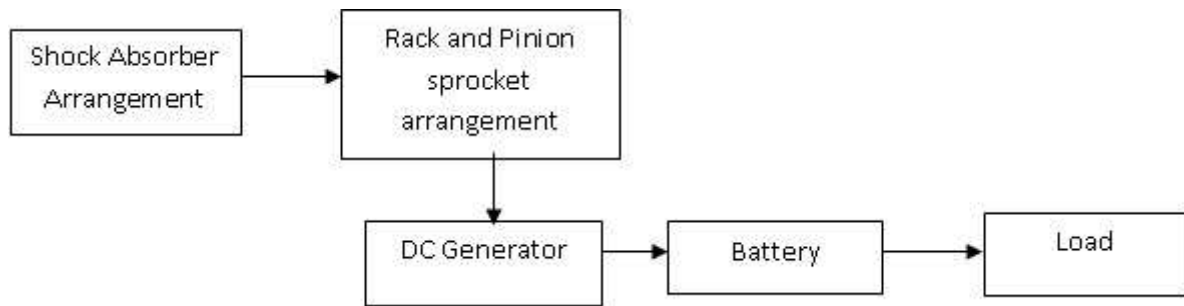 Shock Absorber
Arrangement
Rack and Pinion
sprocket
arrangement
DC Generator
Battery
Load